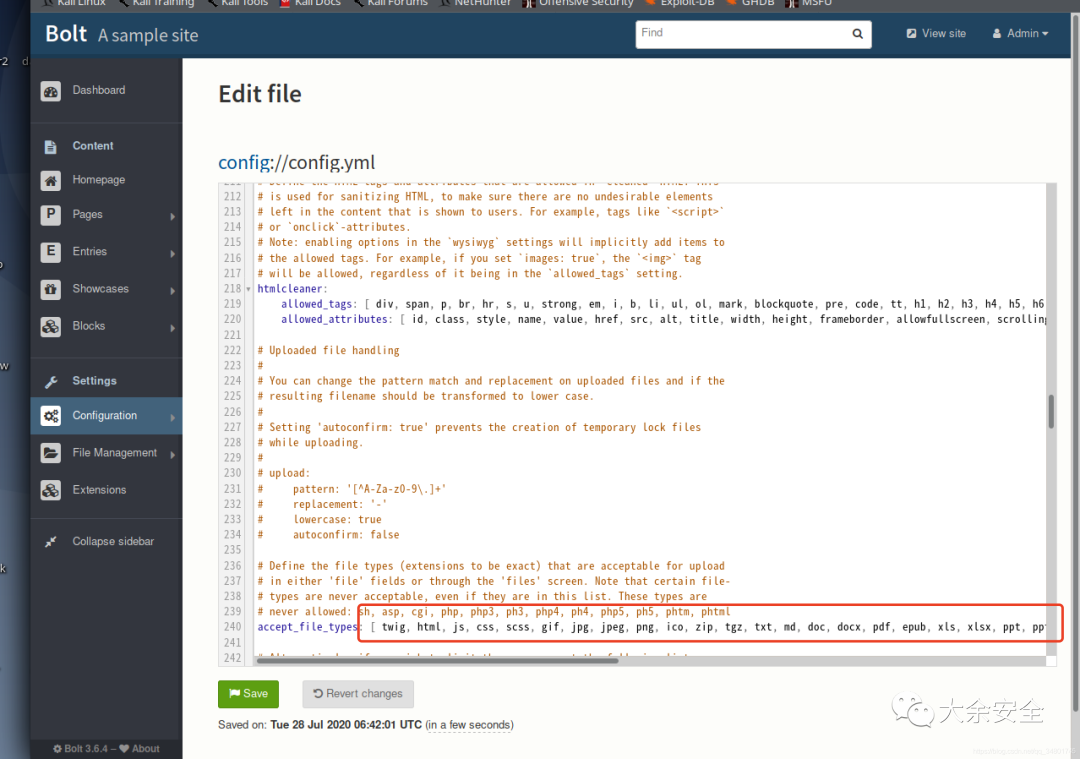 Kali Linux Kali Training Kali Tools Kali Docs Kali Forums NetHunter Offensive Security Exploit-DB GHDB MSFU
Bolt A sample site
Find
View site
Admin
Dashboard
Content
Homepage
Pages
Entries
Showcases
Blocks
Settings
Configuration
File Management
Extensions
Collapse sidebar
Bolt 3.6.4 – About
Edit file
config://config.yml
212 # is used for sanitizing HTML, to make sure there are no undesirable elements
213 # left in the content that is shown to users. For example, tags like `<script>`
214 # or `onclick`-attributes.
215 # Note: enabling options in the `wysiwyg` settings will implicitly add items to
216 # the allowed tags. For example, if you set `images: true`, the `<img>` tag
217 # will be allowed, regardless of it being in the `allowed_tags` setting.
218 htmlcleaner:
219 allowed_tags: [ div, span, p, br, hr, s, u, strong, em, i, b, li, ul, ol, mark, blockquote, pre, code, tt, h1, h2, h3, h4, h5, h6
220 allowed_attributes: [ id, class, style, name, value, href, src, alt, title, width, height, frameborder, allowfullscreen, scrolling
221
222 # Uploaded file handling
223 #
224 # You can change the pattern match and replacement on uploaded files and if the
225 # resulting filename should be transformed to lower case.
226 #
227 # Setting 'autoconfirm: true' prevents the creation of temporary lock files
228 # while uploading.
229 #
230 # upload:
231 # pattern: '[^A-Za-z0-9\.]+'
232 # replacement: '-'
233 # lowercase: true
234 # autoconfirm: false
235
236 # Define the file types (extensions to be exact) that are acceptable for upload
237 # in either 'file' fields or through the 'files' screen. Note that certain file-
238 # types are never acceptable, even if they are in this list. These types are
239 # never allowed: sh, asp, cgi, php, php3, ph3, php4, ph4, php5, ph5, phtm, phtml
240 accept_file_types: [ twig, html, js, css, scss, gif, jpg, jpeg, png, ico, zip, tgz, txt, md, doc, docx, pdf, epub, xls, xlsx, ppt, pp
241
242
Save
Revert changes
Saved on: Tue 28 Jul 2020 06:42:01 UTC (in a few seconds)
大余安全